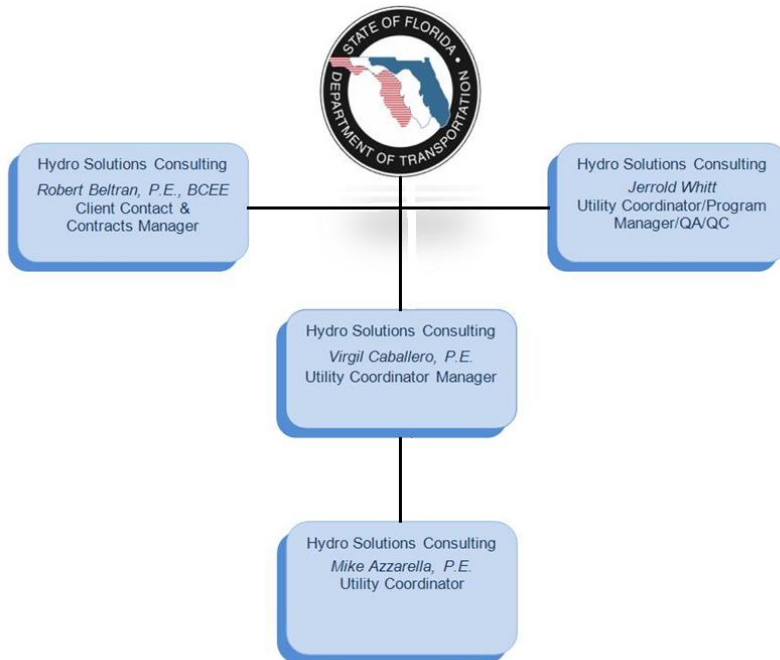 STATE OF FLORIDA •
DEPARTMENT OF TRANSPORTATION
Hydro Solutions Consulting
Robert Beltran, P.E., BCEE
Client Contact &
Contracts Manager
Hydro Solutions Consulting
Jerrold Whitt
Utility Coordinator/Program
Manager/QA/QC
Hydro Solutions Consulting
Virgil Caballero, P.E.
Utility Coordinator Manager
Hydro Solutions Consulting
Mike Azzarella, P.E.
Utility Coordinator